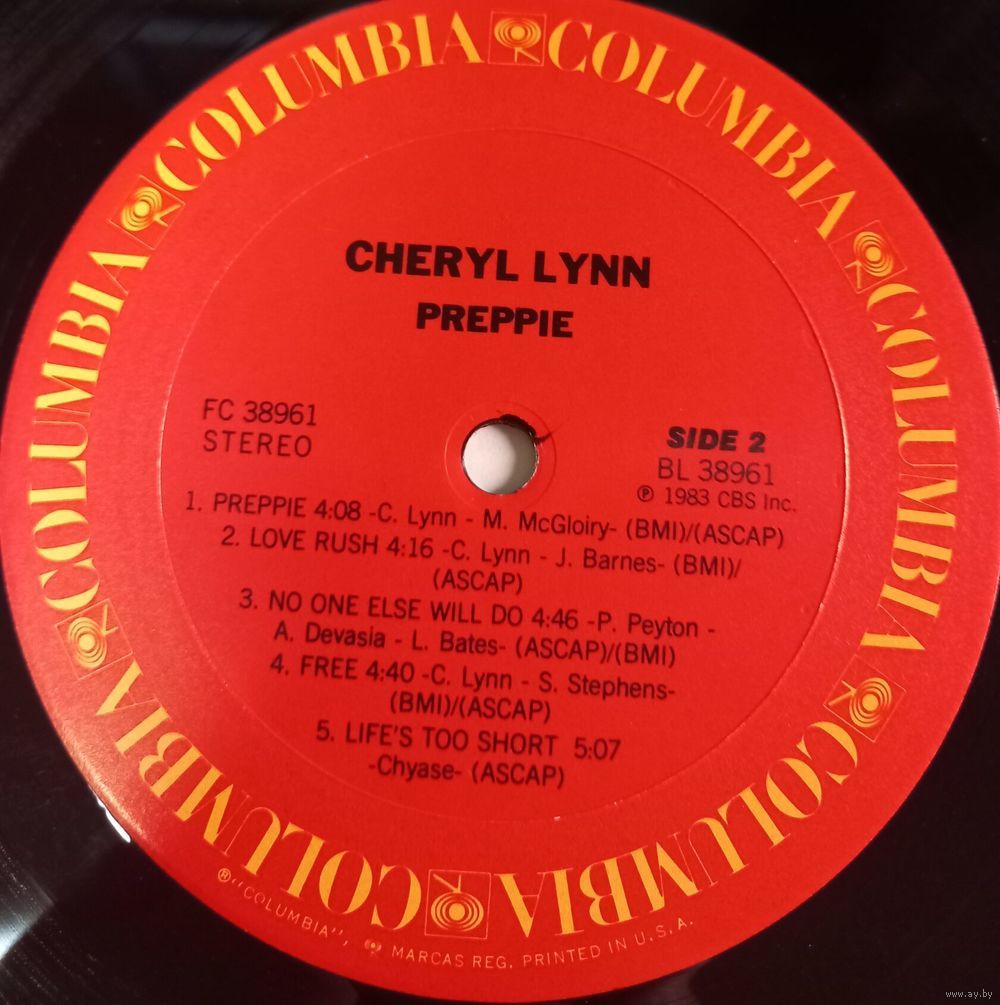 COLUMBIA COLUMBIA COLUMBIA COLUMBIA COLUMBIA COLUMBIA COLUMBIA COLUMBIA
CHERYL LYNN
PREPPIE
FC 38961
STEREO
SIDE 2
BL 38961
℗ 1983 CBS Inc.
1. PREPPIE 4:08 -C. Lynn - M. McGloiry- (BMI)/(ASCAP)
2. LOVE RUSH 4:16 -C. Lynn - J. Barnes- (BMI)/
(ASCAP)
3. NO ONE ELSE WILL DO 4:46 -P. Peyton -
A. Devasia - L. Bates- (ASCAP)/(BMI)
4. FREE 4:40 -C. Lynn - S. Stephens-
(BMI)/(ASCAP)
5. LIFE'S TOO SHORT 5:07
-Chyase- (ASCAP)
® "COLUMBIA", MARCAS REG. PRINTED IN U.S.A.
www.ay.by